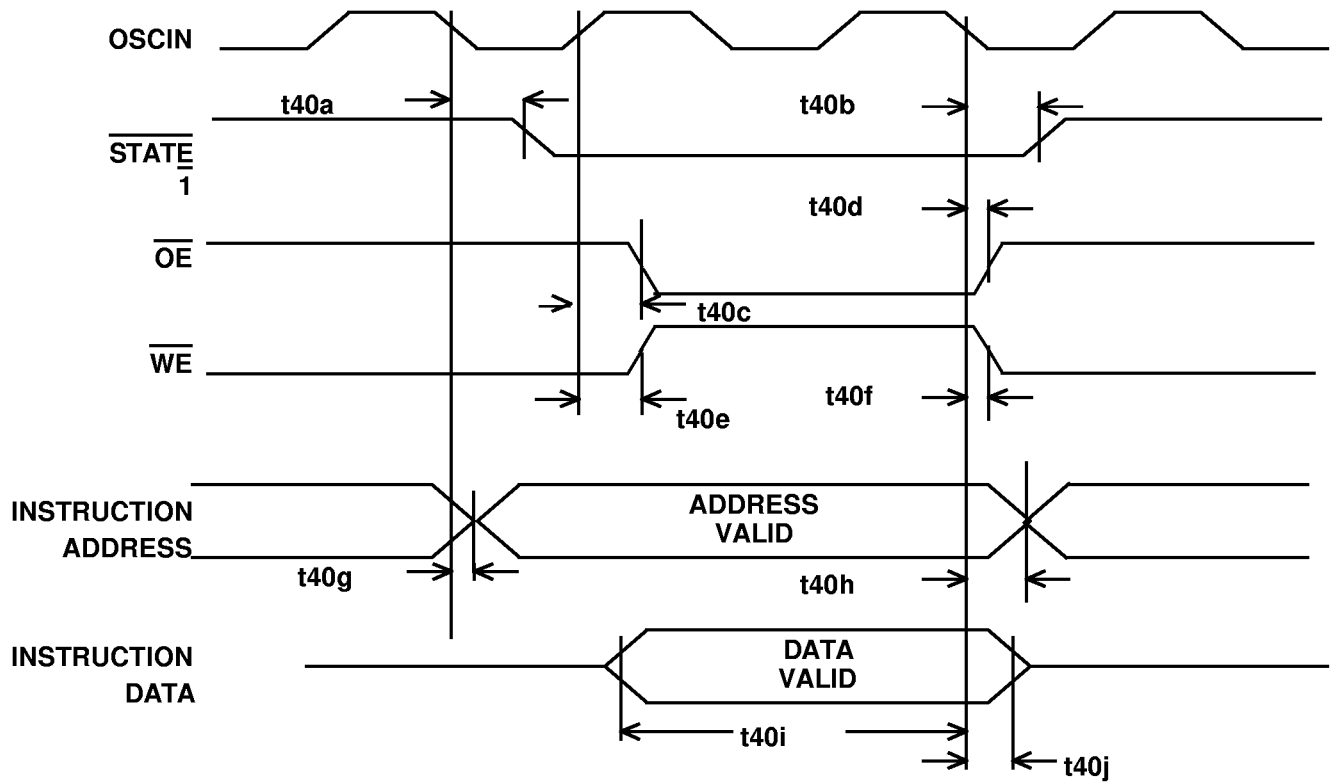 OSCIN
t40a
t40b
STATE
1
t40d
OE
t40c
WE
t40f
t40e
INSTRUCTION
ADDRESS
ADDRESS
VALID
t40g
t40h
INSTRUCTION
DATA
DATA
VALID
t40i
t40j